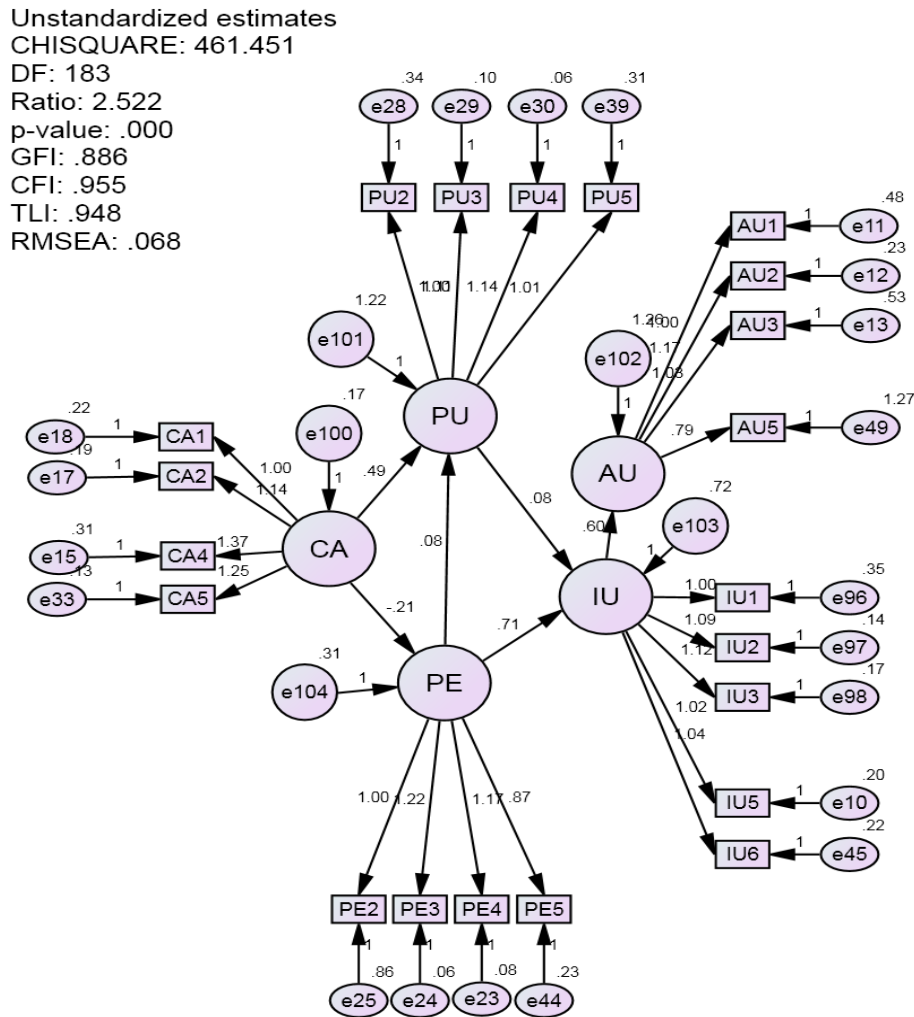 Unstandardized estimates
CHISQUARE: 461.451
DF: 183
Ratio: 2.522
p-value: .000
GFI: .886
CFI: .955
TLI: .948
RMSEA: .068
.34 .10 .06 .31
e28 e29 e30 e39
1 1 1 1
PU2 PU3 PU4 PU5
1.00 1.14 1.01
1.22
e101
1
PU
.48
AU1 1 e11
.23
AU2 1 e12
.53
AU3 1 e13
1.26 1.00
1.17
1.03
e102
1
AU
.79
AU5 1 e49
1.27
.17
e100
1
.22
e18 1 CA1
.19
e17 1 CA2
1.00
1.14
.31
e15 1 CA4
1.37
.13
e33 1 CA5
1.25
CA
.49
.08
-.21
.08
.60
.71
.72
e103
1
IU
1.00 IU1 1 e96 .35
1.09 IU2 1 e97 .14
1.12 IU3 1 e98 .17
1.02 IU5 1 e10 .20
1.04 IU6 1 e45 .22
.31
e104 1
PE
1.00 1.22 1.17 .87
PE2 PE3 PE4 PE5
1 1 1 1
.86 .06 .08 .23
e25 e24 e23 e44